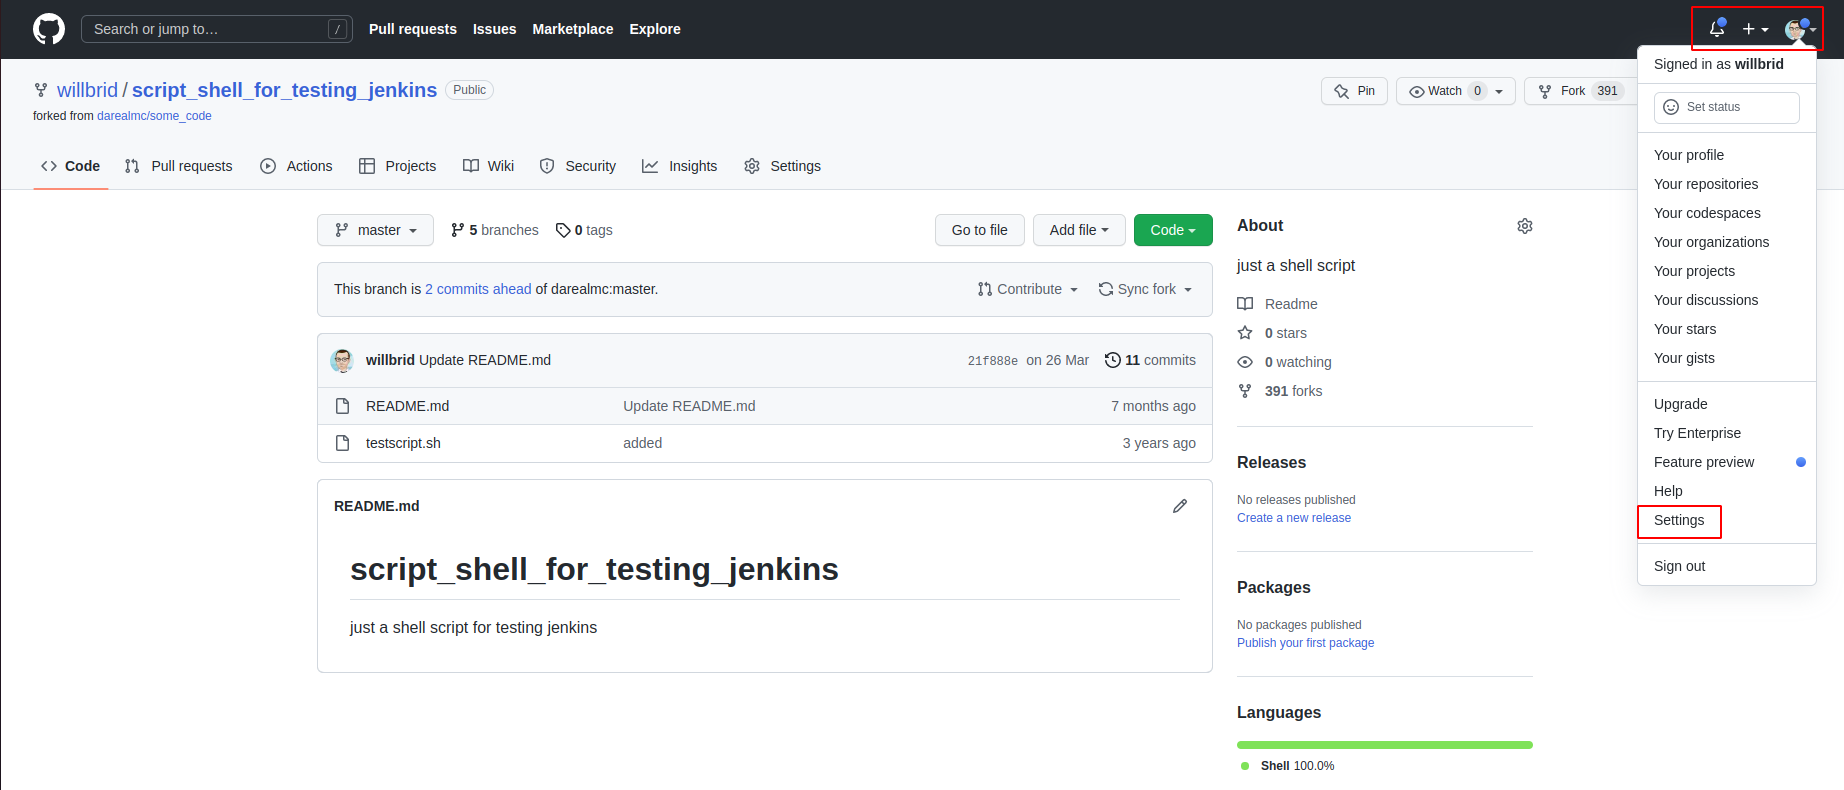 Search or jump to… / Pull requests Issues Marketplace Explore
Signed in as willbrid
Set status
Your profile
Your repositories
Your codespaces
Your organizations
Your projects
Your discussions
Your stars
Your gists
Upgrade
Try Enterprise
Feature preview
Help
Settings
Sign out
willbrid / script_shell_for_testing_jenkins Public
forked from darealmc/some_code
Pin Watch 0 Fork 391
Code Pull requests Actions Projects Wiki Security Insights Settings
master 5 branches 0 tags Go to file Add file Code
This branch is 2 commits ahead of darealmc:master. Contribute Sync fork
willbrid Update README.md 21f888e on 26 Mar 11 commits
README.md Update README.md 7 months ago
testscript.sh added 3 years ago
README.md
script_shell_for_testing_jenkins
just a shell script for testing jenkins
About
just a shell script
Readme
0 stars
0 watching
391 forks
Releases
No releases published
Create a new release
Packages
No packages published
Publish your first package
Languages
Shell 100.0%